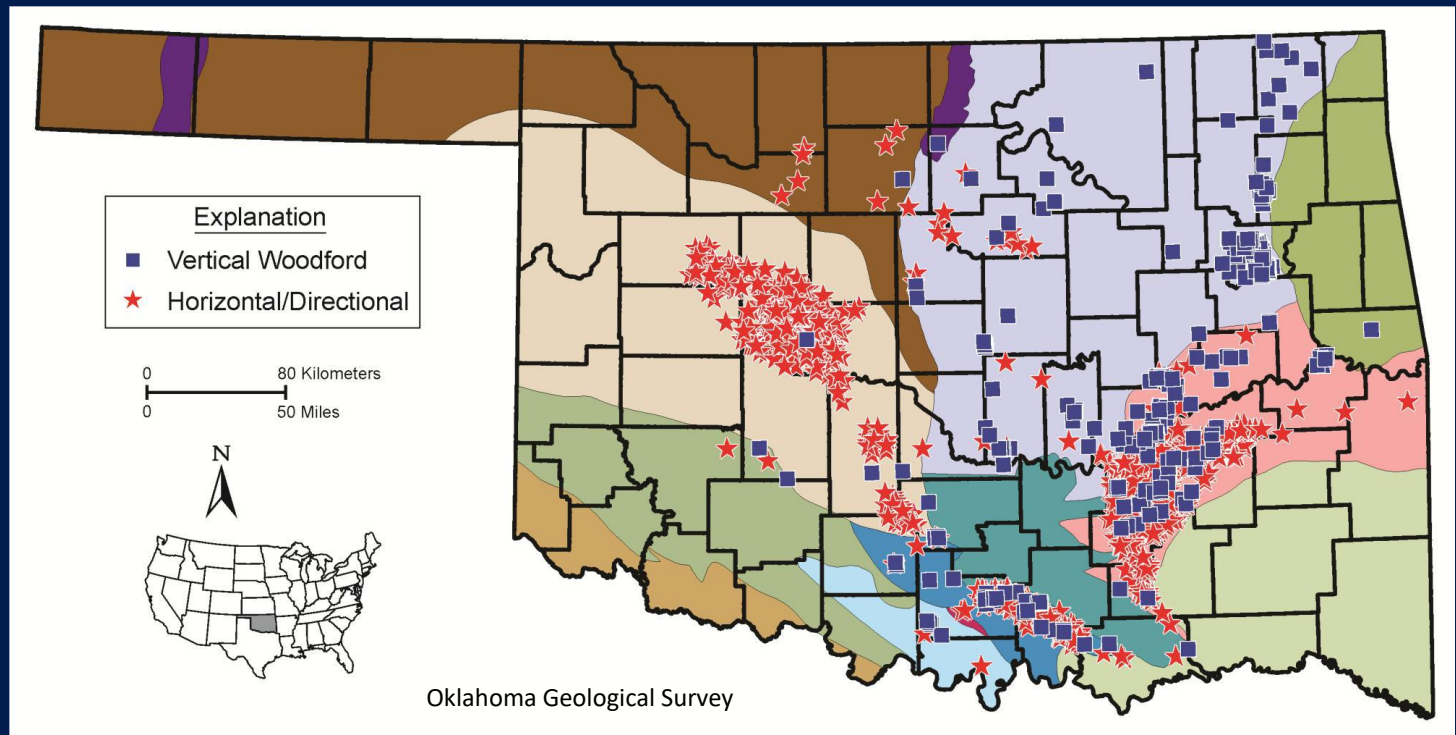 Explanation
Vertical Woodford
Horizontal/Directional
0 80 Kilometers
0 50 Miles
N
Oklahoma Geological Survey